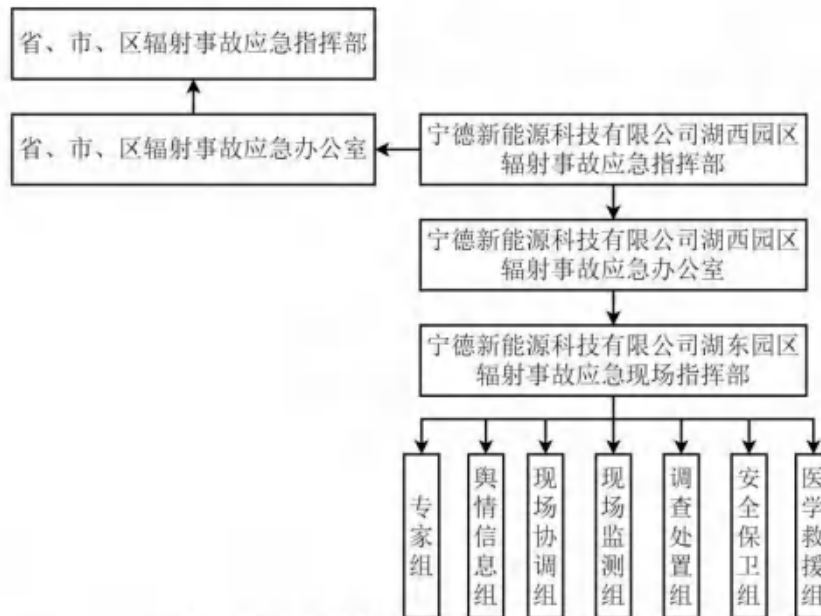 省、市、区辐射事故应急指挥部
省、市、区辐射事故应急办公室
宁德新能源科技有限公司湖西园区
辐射事故应急指挥部
宁德新能源科技有限公司湖西园区
辐射事故应急办公室
宁德新能源科技有限公司湖东园区
辐射事故应急现场指挥部
专家组
舆情信息组
现场协调组
现场监测组
调查处置组
安全保卫组
医学救援组